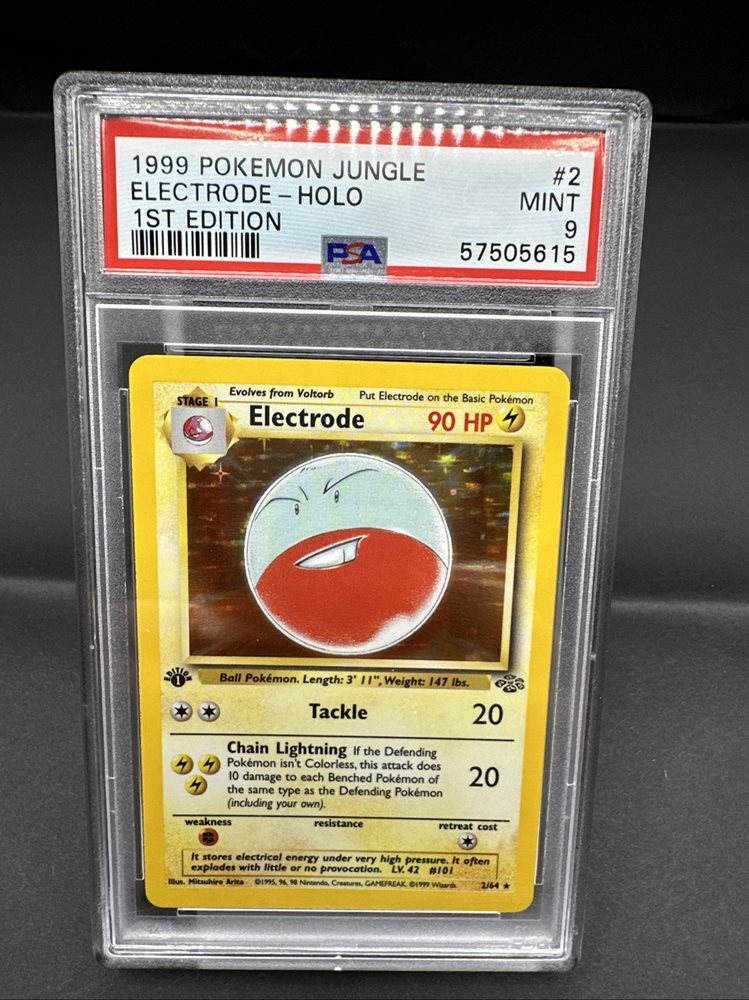 1999 POKEMON JUNGLE #2
ELECTRODE - HOLO MINT
1ST EDITION 9
PSA 57505615
STAGE 1 Evolves from Voltorb Put Electrode on the Basic Pokémon
Electrode 90 HP
EDITION 1
Ball Pokémon. Length: 3' 11", Weight: 147 lbs.
Tackle 20
Chain Lightning If the Defending
Pokémon isn't Colorless, this attack does
10 damage to each Benched Pokémon of
the same type as the Defending Pokémon
(including your own).
20
weakness resistance retreat cost
It stores electrical energy under very high pressure. It often
explodes with little or no provocation. LV. 42 #101
Illus. Mitsuhiro Arita ©1995, 96, 98 Nintendo, Creatures, GAMEFREAK. ©1999 Wizards. 2/64 ★